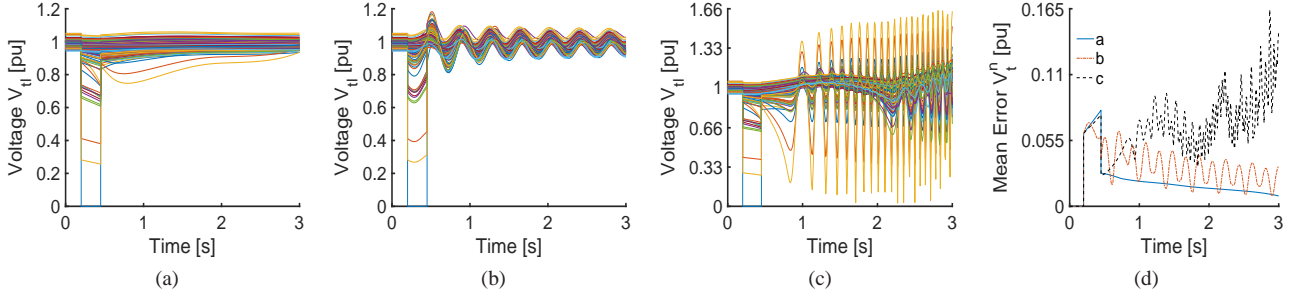 Voltage V_tl [pu]
1.2
1
0.8
0.6
0.4
0.2
0
0 1 2 3
Time [s]
(a)
Voltage V_tl [pu]
1.2
1
0.8
0.6
0.4
0.2
0
0 1 2 3
Time [s]
(b)
Voltage V_tl [pu]
1.66
1.33
1
0.66
0.33
0
0 1 2 3
Time [s]
(c)
Mean Error V_t^n [pu]
0.165
0.11
0.055
0
a
b
c
0 1 2 3
Time [s]
(d)